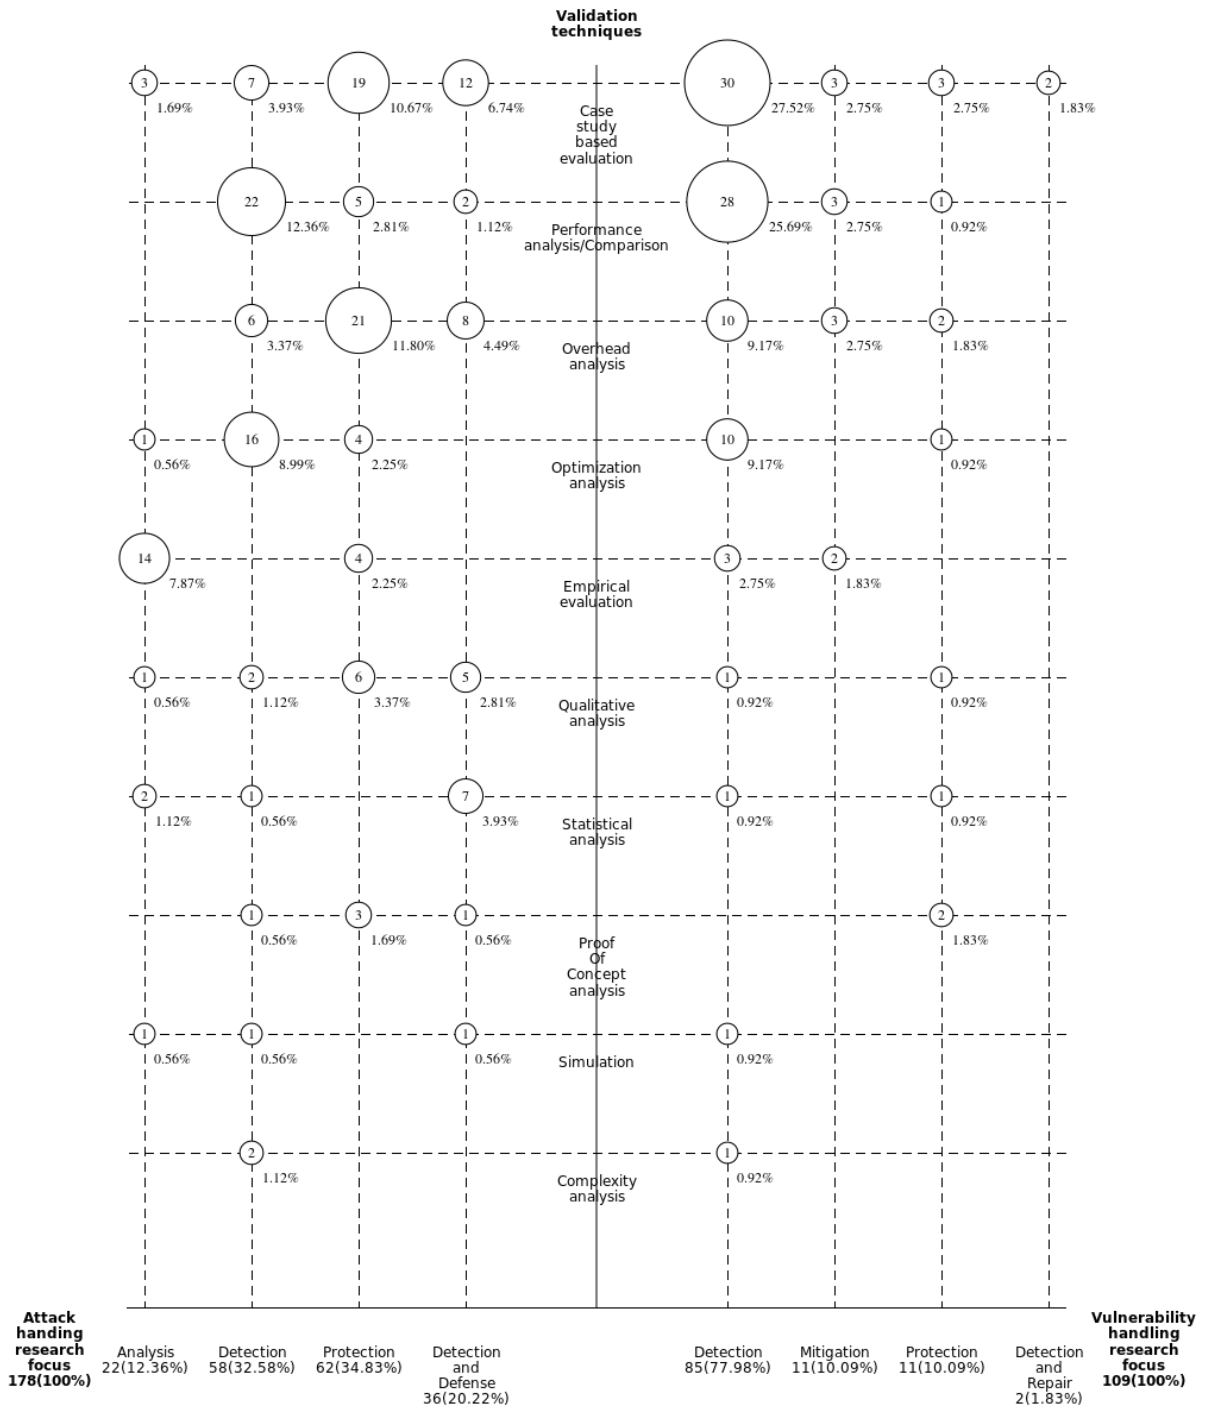 Validation
techniques
3 7 19 12 30 3 3 2
1.69% 3.93% 10.67% 6.74% 27.52% 2.75% 2.75% 1.83%
Case
study
based
evaluation
22 5 2 28 3 1
12.36% 2.81% 1.12% 25.69% 2.75% 0.92%
Performance
analysis/Comparison
6 21 8 10 3 2
3.37% 11.80% 4.49% 9.17% 2.75% 1.83%
Overhead
analysis
1 16 4 10 1
0.56% 8.99% 2.25% 9.17% 0.92%
Optimization
analysis
14 4 3 2
7.87% 2.25% 2.75% 1.83%
Empirical
evaluation
1 2 6 5 1 1
0.56% 1.12% 3.37% 2.81% 0.92% 0.92%
Qualitative
analysis
2 1 7 1 1
1.12% 0.56% 3.93% 0.92% 0.92%
Statistical
analysis
1 3 1 2
0.56% 1.69% 0.56% 1.83%
Proof
Of
Concept
analysis
1 1 1 1
0.56% 0.56% 0.56% 0.92%
Simulation
2 1
1.12% 0.92%
Complexity
analysis
Attack
handing
research
focus
178(100%)
Analysis
22(12.36%)
Detection
58(32.58%)
Protection
62(34.83%)
Detection
and
Defense
36(20.22%)
Detection
85(77.98%)
Mitigation
11(10.09%)
Protection
11(10.09%)
Detection
and
Repair
2(1.83%)
Vulnerability
handling
research
focus
109(100%)